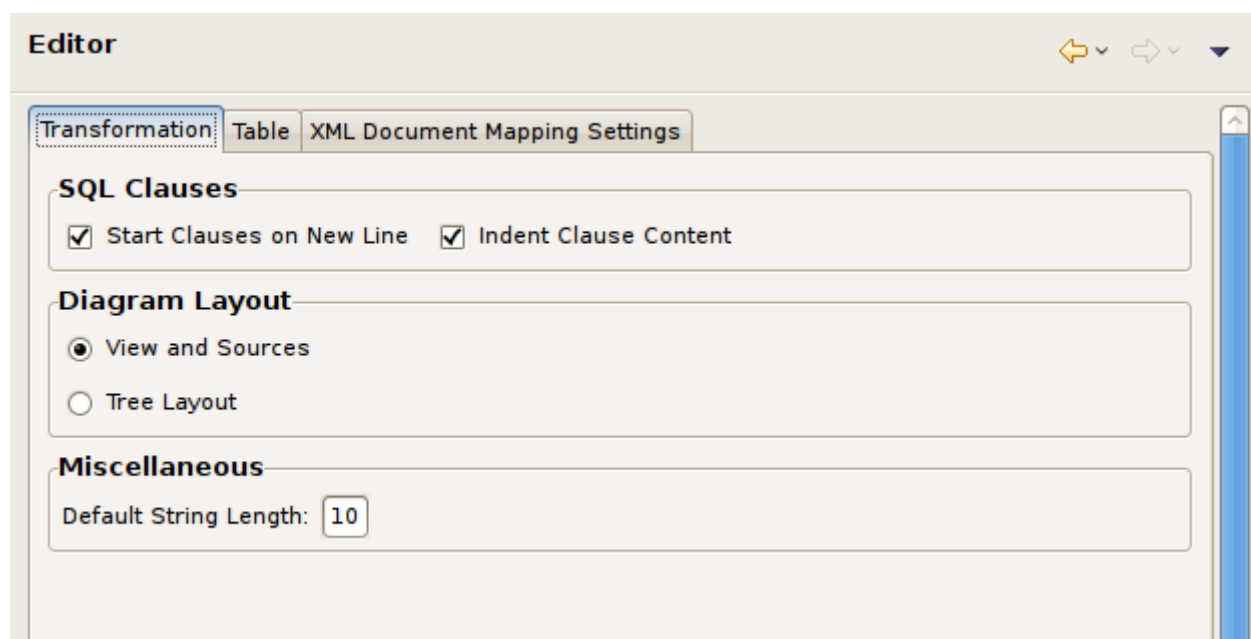 Editor
Transformation Table XML Document Mapping Settings
SQL Clauses
Start Clauses on New Line Indent Clause Content
Diagram Layout
View and Sources
Tree Layout
Miscellaneous
Default String Length: 10